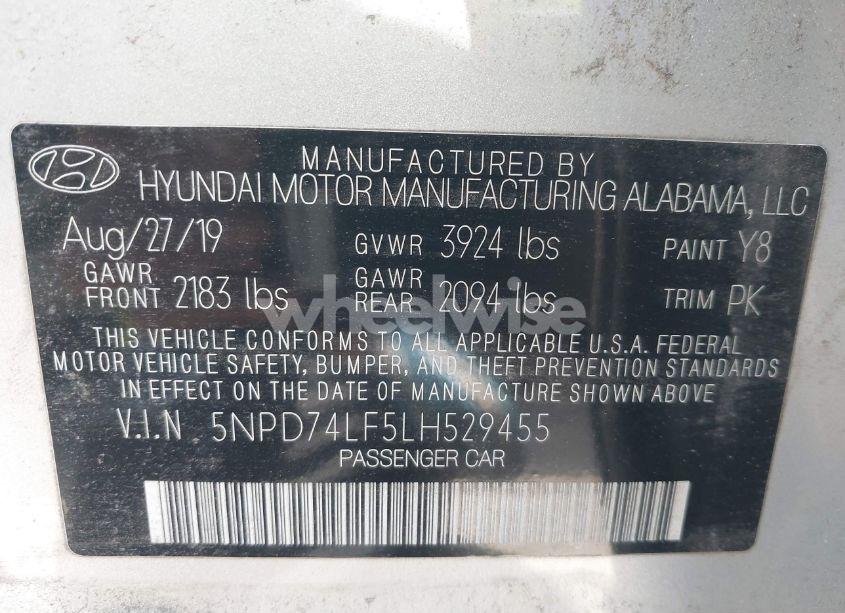 MANUFACTURED BY
HYUNDAI MOTOR MANUFACTURING ALABAMA, LLC
Aug/27/19 GVWR 3924 lbs PAINT Y8
GAWR FRONT 2183 lbs GAWR REAR 2094 lbs TRIM PK
wheelwise
THIS VEHICLE CONFORMS TO ALL APPLICABLE U.S.A. FEDERAL
MOTOR VEHICLE SAFETY, BUMPER, AND THEFT PREVENTION STANDARDS
IN EFFECT ON THE DATE OF MANUFACTURE SHOWN ABOVE
V.I.N 5NPD74LF5LH529455
PASSENGER CAR